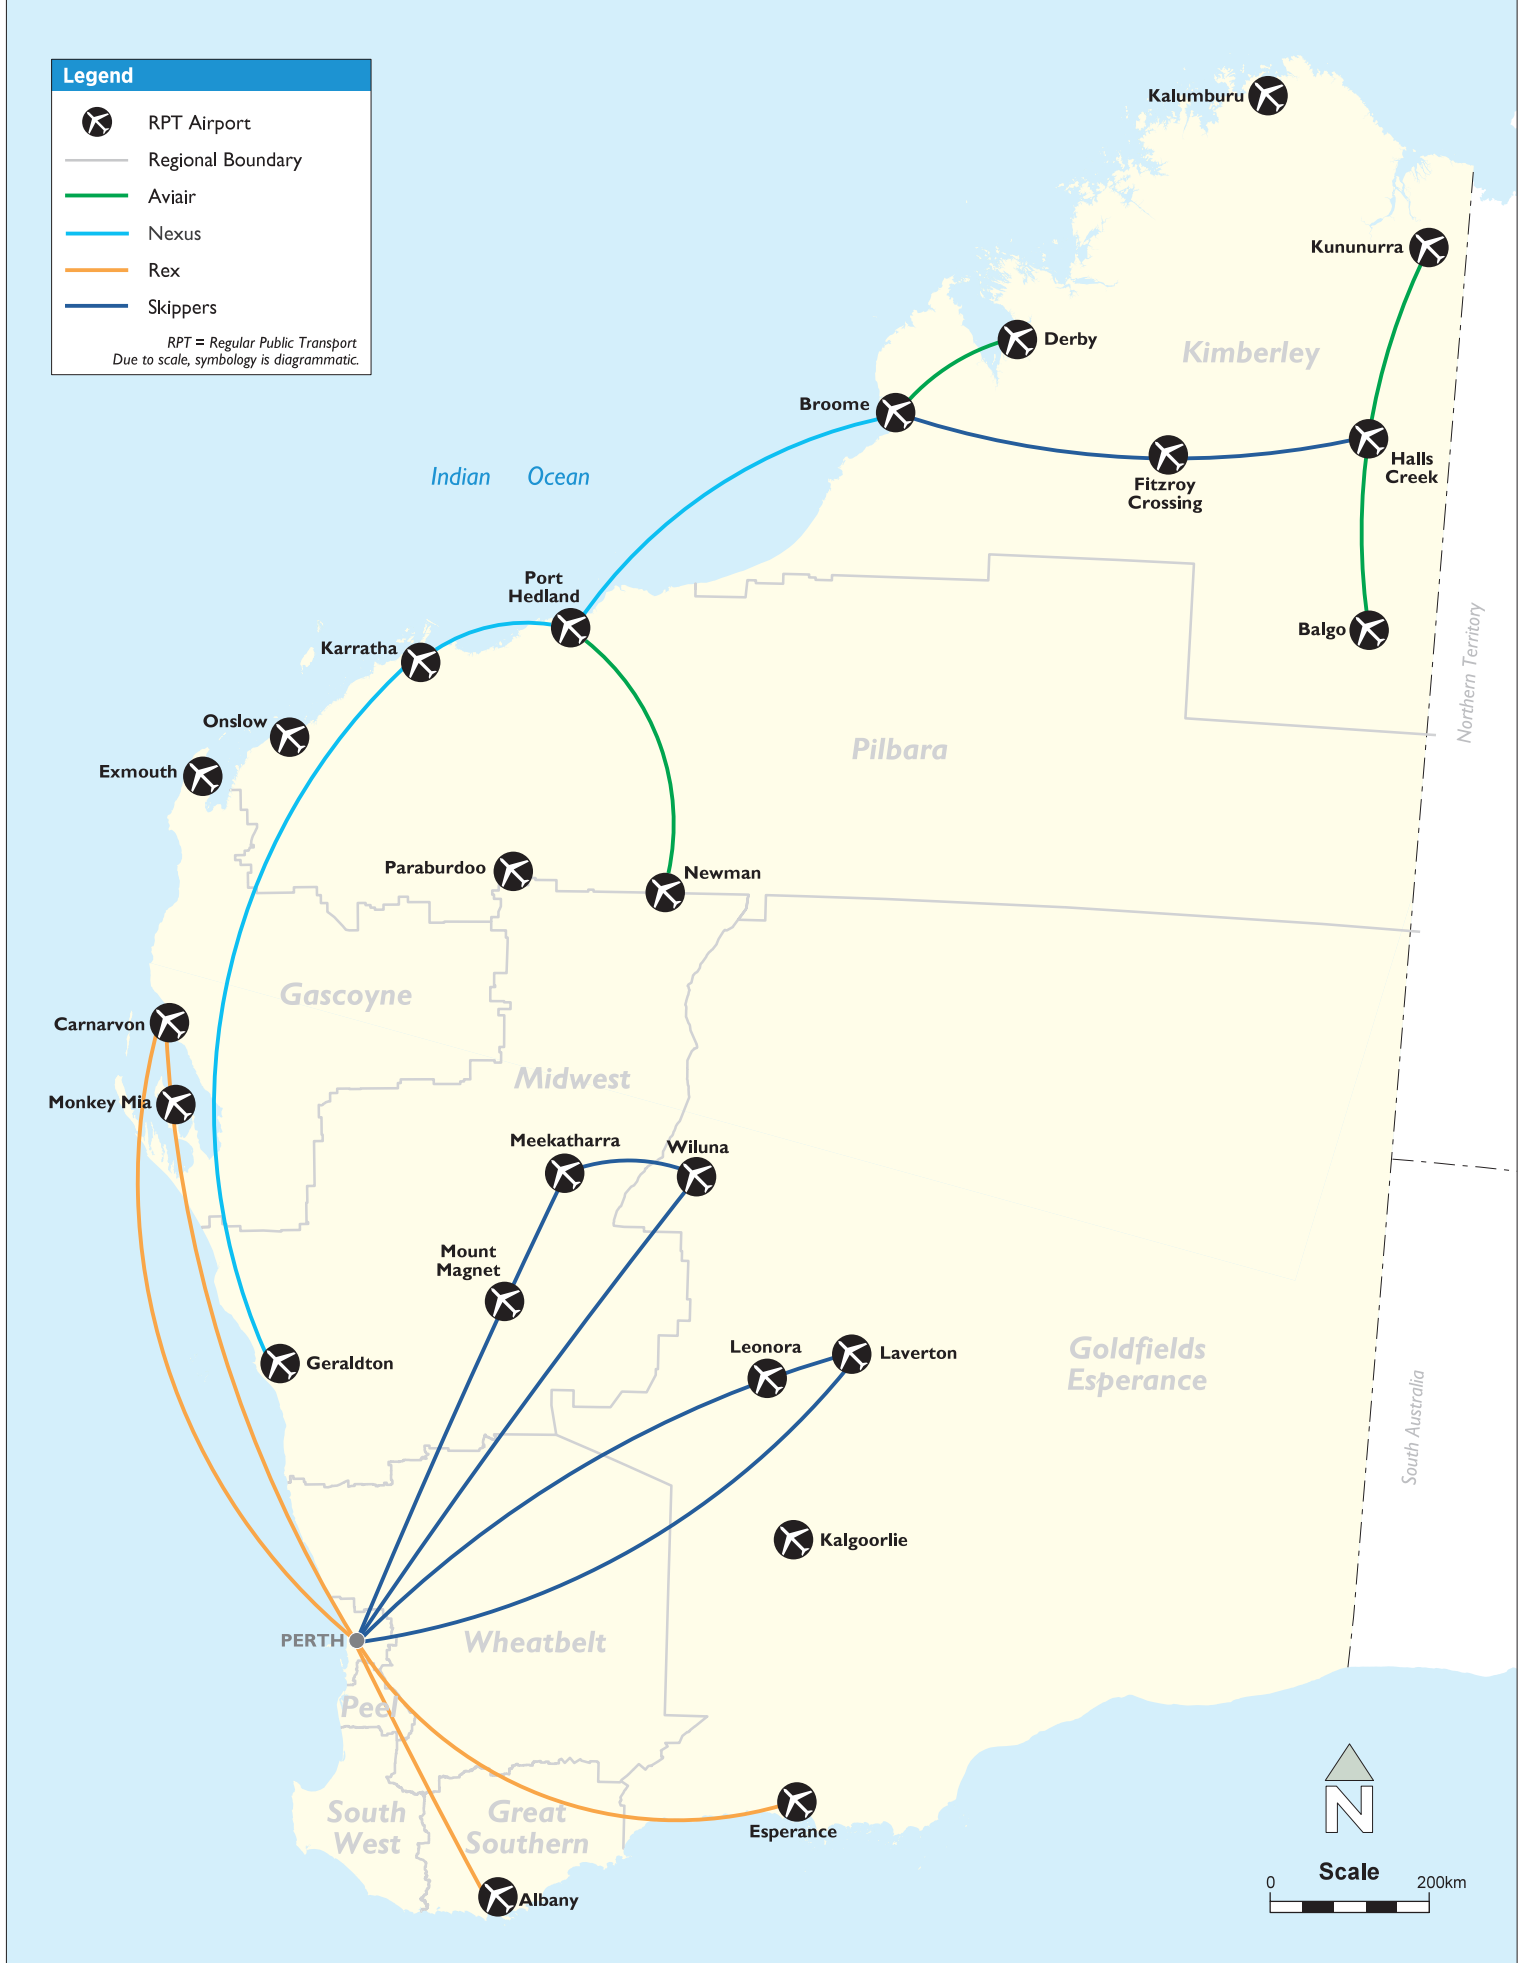 Legend
RPT Airport
Regional Boundary
Aviair
Nexus
Rex
Skippers
RPT = Regular Public Transport
Due to scale, symbology is diagrammatic.
Kalumburu
Kununurra
Derby
Kimberley
Broome
Halls
Creek
Fitzroy
Crossing
Indian Ocean
Port
Hedland
Balgo
Northern Territory
Karratha
Onslow
Pilbara
Exmouth
Paraburdoo
Newman
Gascoyne
Carnarvon
Midwest
Monkey Mia
Meekatharra
Wiluna
Mount
Magnet
Geraldton
Leonora
Laverton
Goldfields
Esperance
South Australia
Kalgoorlie
PERTH
Wheatbelt
Peel
South
West
Great
Southern
Esperance
Albany
N
Scale
0 200km